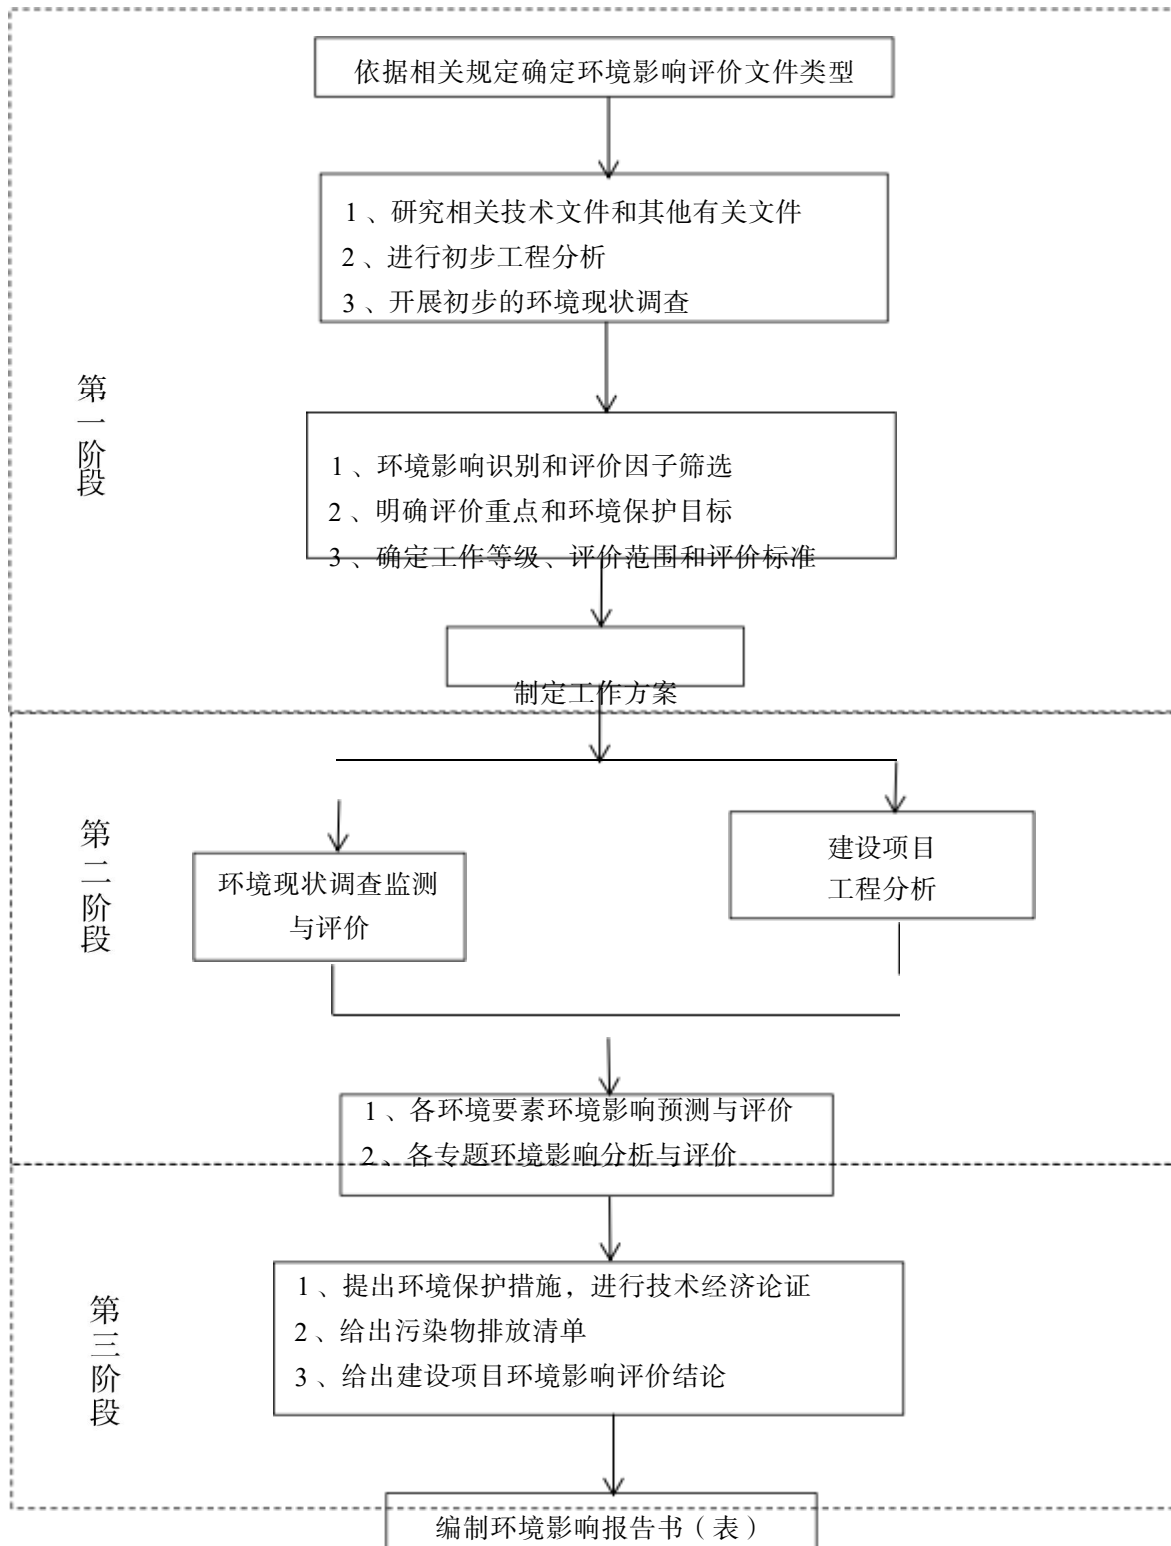 依据相关规定确定环境影响评价文件类型
1、研究相关技术文件和其他有关文件
2、进行初步工程分析
3、开展初步的环境现状调查
第一阶段
1、环境影响识别和评价因子筛选
2、明确评价重点和环境保护目标
3、确定工作等级、评价范围和评价标准
制定工作方案
第二阶段
环境现状调查监测
与评价
建设项目
工程分析
1、各环境要素环境影响预测与评价
2、各专题环境影响分析与评价
第三阶段
1、提出环境保护措施，进行技术经济论证
2、给出污染物排放清单
3、给出建设项目环境影响评价结论
编制环境影响报告书（表）